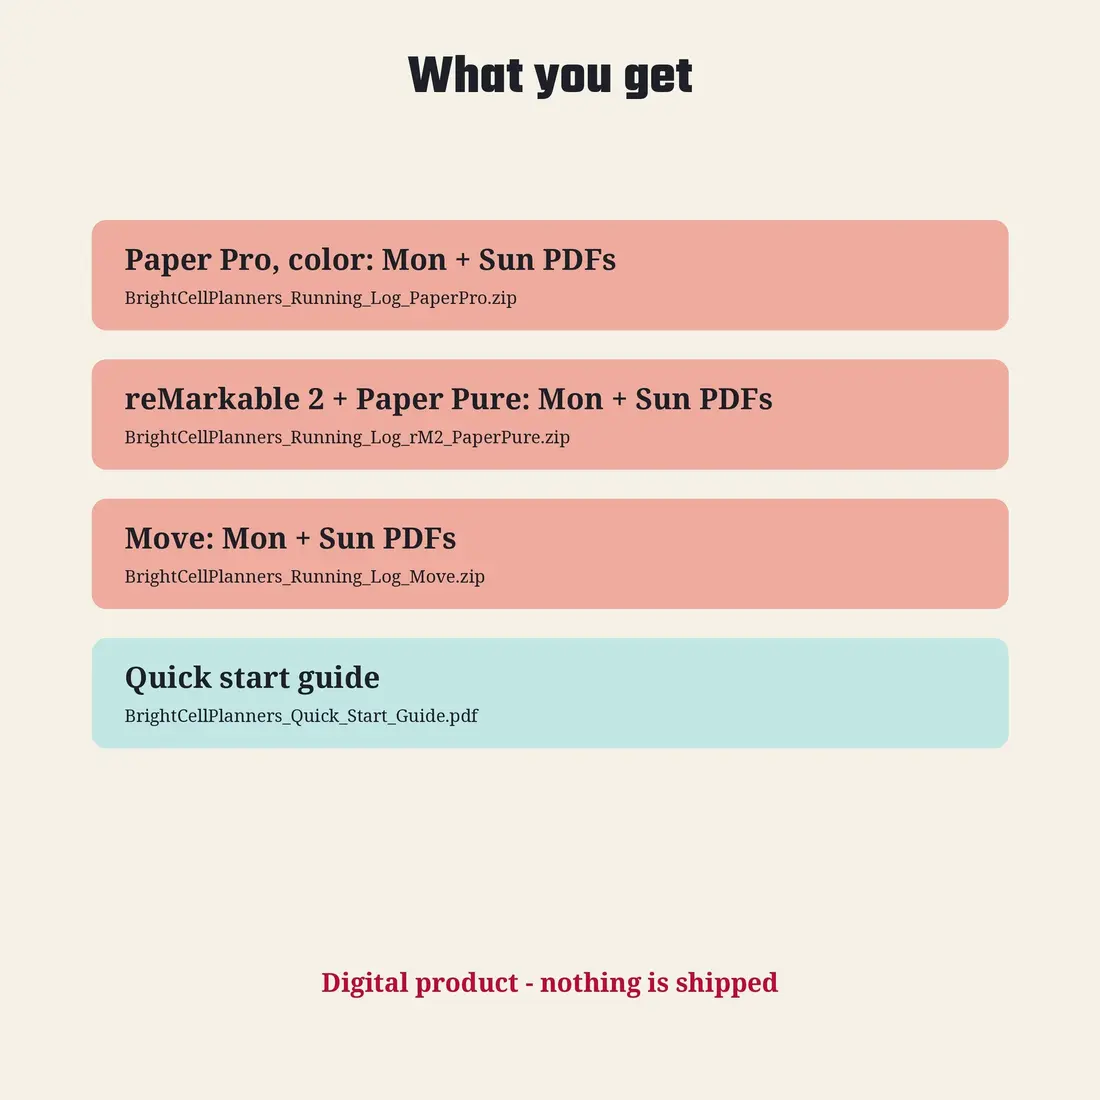 What you get
Paper Pro, color: Mon + Sun PDFs
BrightCellPlanners_Running_Log_PaperPro.zip
reMarkable 2 + Paper Pure: Mon + Sun PDFs
BrightCellPlanners_Running_Log_rM2_PaperPure.zip
Move: Mon + Sun PDFs
BrightCellPlanners_Running_Log_Move.zip
Quick start guide
BrightCellPlanners_Quick_Start_Guide.pdf
Digital product - nothing is shipped